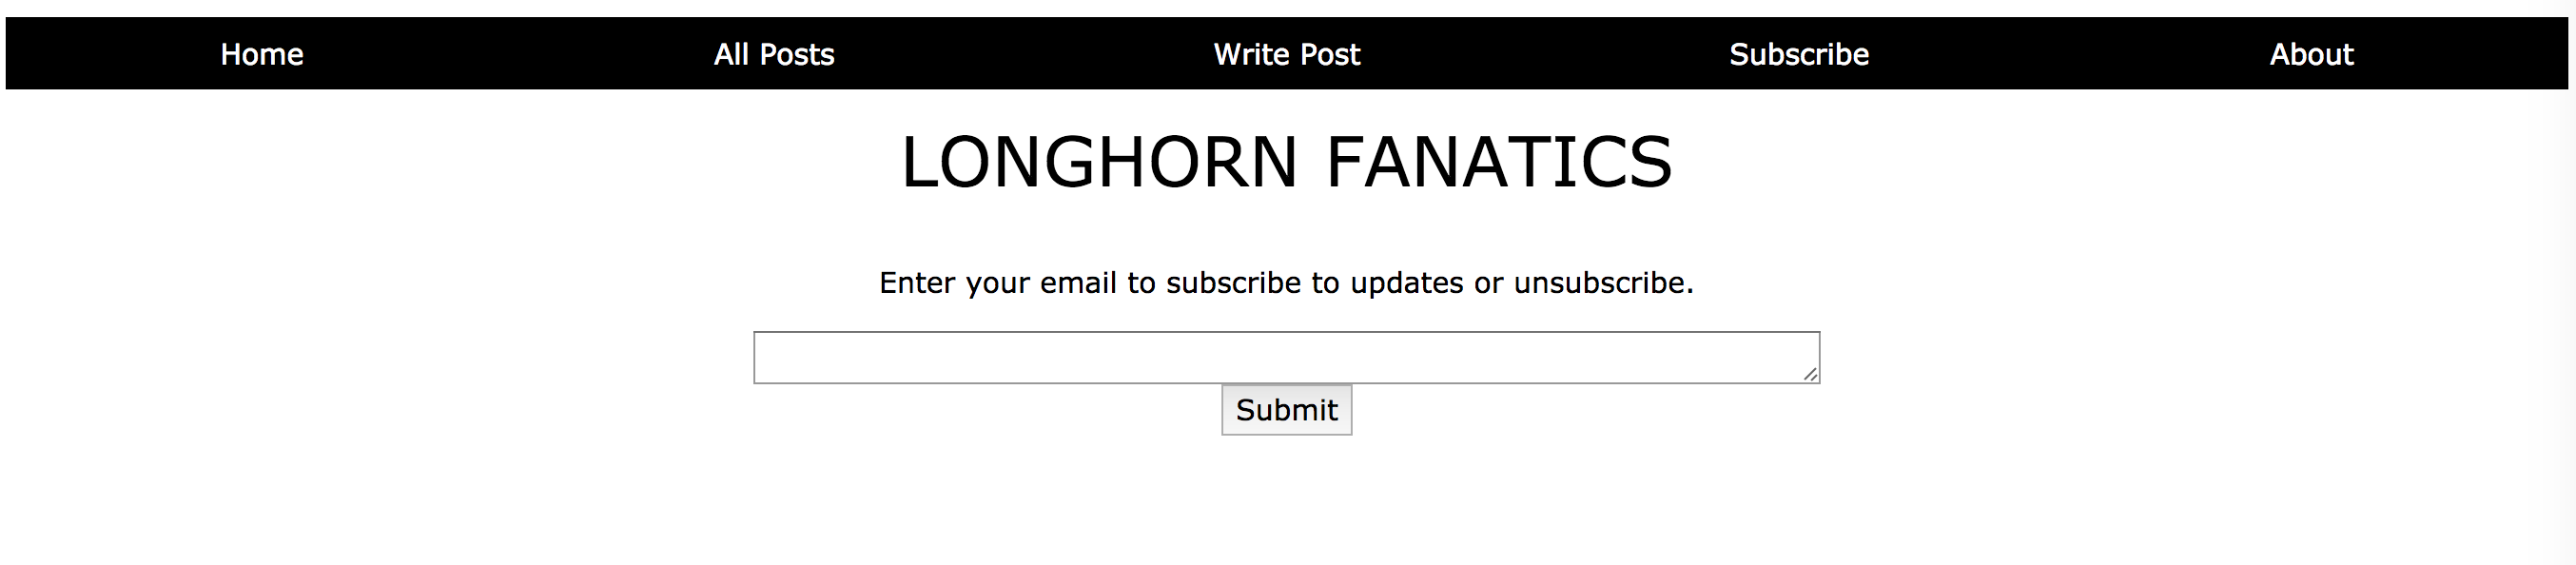 Home All Posts Write Post Subscribe About
LONGHORN FANATICS
Enter your email to subscribe to updates or unsubscribe.
Submit